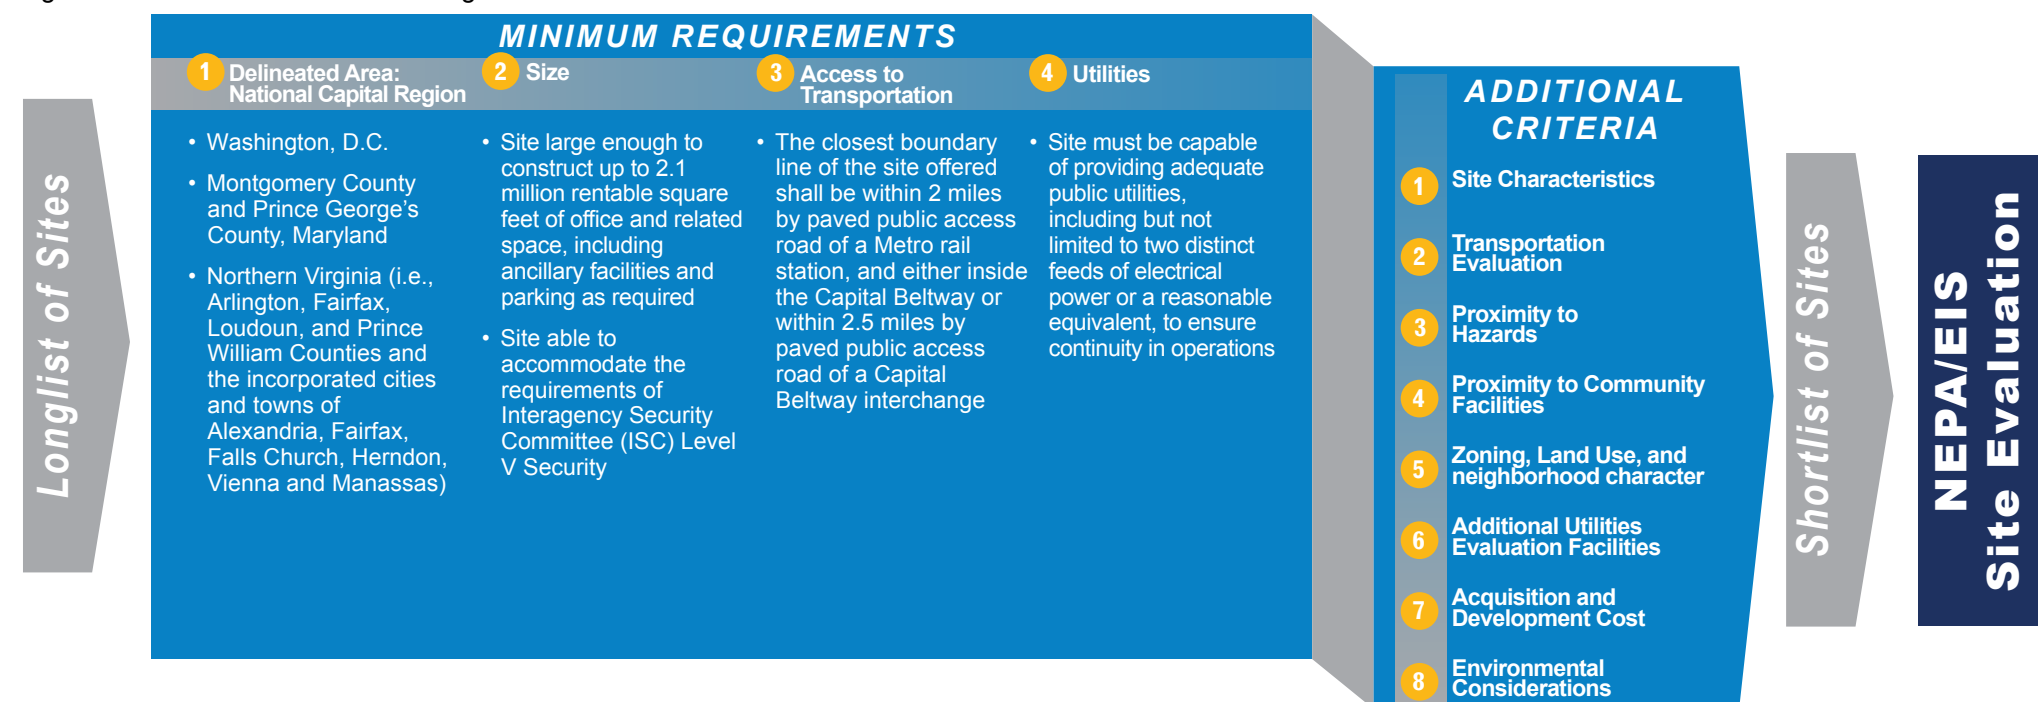 Longlist of Sites
MINIMUM REQUIREMENTS
1 Delineated Area:
National Capital Region
• Washington, D.C.
• Montgomery County
and Prince George’s
County, Maryland
• Northern Virginia (i.e.,
Arlington, Fairfax,
Loudoun, and Prince
William Counties and
the incorporated cities
and towns of
Alexandria, Fairfax,
Falls Church, Herndon,
Vienna and Manassas)
2 Size
• Site large enough to
construct up to 2.1
million rentable square
feet of office and related
space, including
ancillary facilities and
parking as required
• Site able to
accommodate the
requirements of
Interagency Security
Committee (ISC) Level
V Security
3 Access to
Transportation
• The closest boundary
line of the site offered
shall be within 2 miles
by paved public access
road of a Metro rail
station, and either inside
the Capital Beltway or
within 2.5 miles by
paved public access
road of a Capital
Beltway interchange
4 Utilities
• Site must be capable
of providing adequate
public utilities,
including but not
limited to two distinct
feeds of electrical
power or a reasonable
equivalent, to ensure
continuity in operations
ADDITIONAL
CRITERIA
1 Site Characteristics
2 Transportation
Evaluation
3 Proximity to
Hazards
4 Proximity to Community
Facilities
5 Zoning, Land Use, and
neighborhood character
6 Additional Utilities
Evaluation Facilities
7 Acquisition and
Development Cost
8 Environmental
Considerations
Shortlist of Sites
NEPA/EIS
Site Evaluation